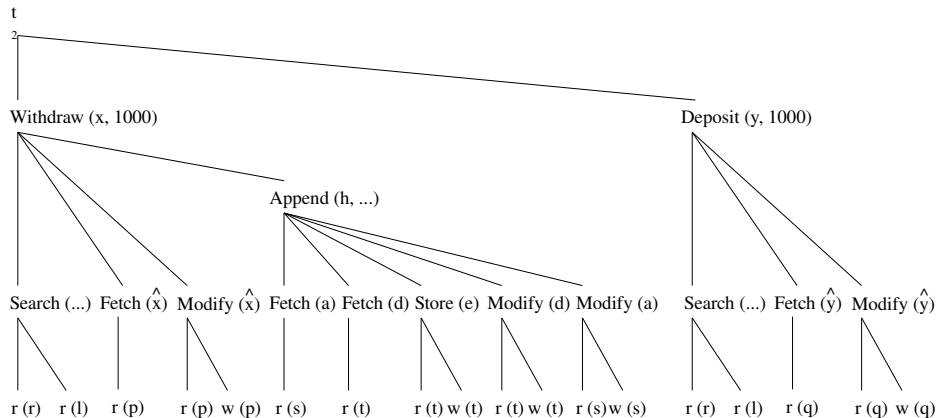 t
2
Withdraw (x, 1000) Deposit (y, 1000)
Append (h, ...)
Search (...) Fetch (x̂) Modify (x̂) Fetch (a) Fetch (d) Store (e) Modify (d) Modify (a) Search (...) Fetch (ŷ) Modify (ŷ)
r (r) r (l) r (p) r (p) w (p) r (s) r (t) r (t) w (t) r (t) w (t) r (s) w (s) r (r) r (l) r (q) r (q) w (q)